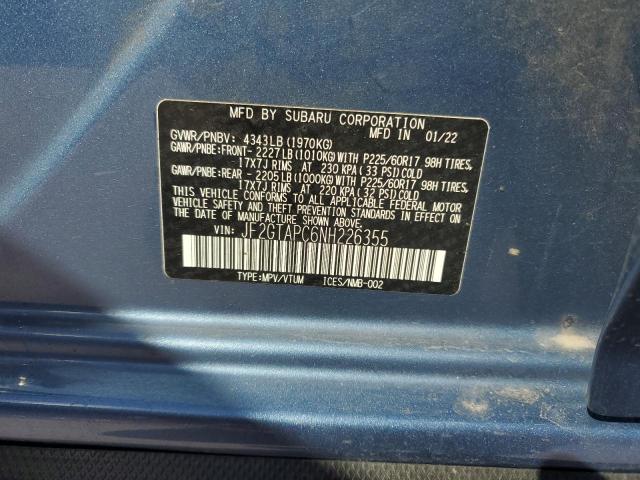 MFD BY SUBARU CORPORATION
GVWR/PNBV: 4343LB (1970KG) MFD IN 01/22
GAWR/PNBE:FRONT-2227LB(1010KG)WITH P225/60R17 98H TIRES,
17X7J RIMS AT 230 KPA(33 PSI)COLD
GAWR/PNBE:REAR -2205LB(1000KG)WITH P225/60R17 98H TIRES,
17X7J RIMS AT 220 KPA(32 PSI)COLD
THIS VEHICLE CONFORMS TO ALL APPLICABLE FEDERAL MOTOR
VEHICLE SAFETY AND THEFT PREVENTION STANDARDS IN EFFECT
ON THE DATE OF MANUFACTURE SHOWN ABOVE.
VIN: JF2GTAPC6NH226355
TYPE:MPV/VTUM ICES/NMB-002